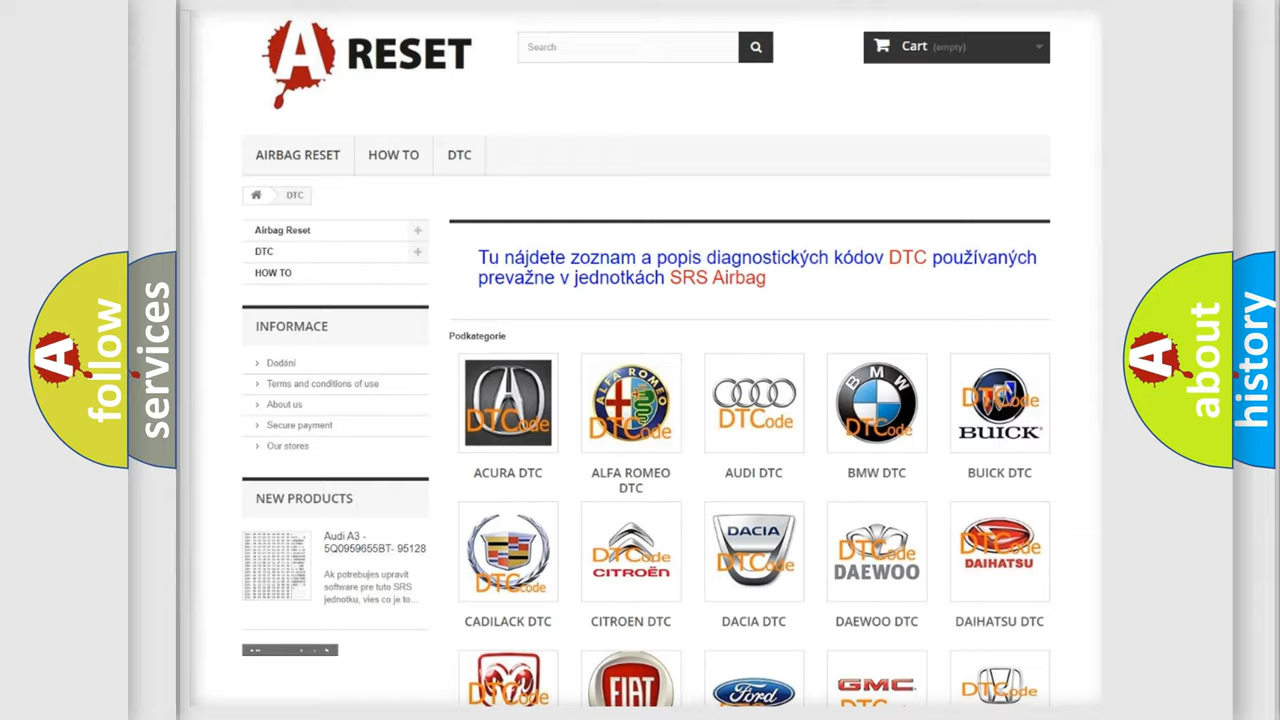 A RESET
Search
Cart (empty)
AIRBAG RESET
HOW TO
DTC
DTC
Airbag Reset
DTC
HOW TO
INFORMACE
Dodání
Terms and conditions of use
About us
Secure payment
Our stores
NEW PRODUCTS
Audi A3 -
5Q0959655BT- 95128
Ak potrebujes upravit
software pre tuto SRS
jednotku, vies co je to...
Tu nájdete zoznam a popis diagnostických kódov DTC používaných
prevažne v jednotkách SRS Airbag
Podkategorie
DTCode
ALFA ROMEO
DTCode
DTCode
BMW
DTCode
DTCode
BUICK
ACURA DTC
ALFA ROMEO
DTC
AUDI DTC
BMW DTC
BUICK DTC
DTCode
DTCode
CITROËN
DACIA
DTCode
DTCode
DAEWOO
DTCode
DAIHATSU
CADILACK DTC
CITROEN DTC
DACIA DTC
DAEWOO DTC
DAIHATSU DTC
DTCode
FIAT
Ford
GMC
DTCode
A follow
services
A about
history